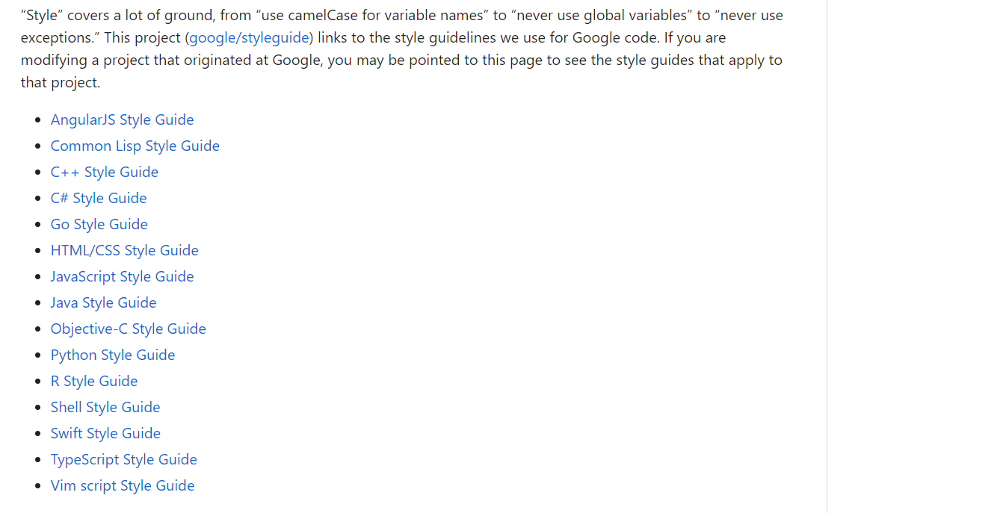 “Style” covers a lot of ground, from “use camelCase for variable names” to “never use global variables” to “never use
exceptions.” This project (google/styleguide) links to the style guidelines we use for Google code. If you are
modifying a project that originated at Google, you may be pointed to this page to see the style guides that apply to
that project.
• AngularJS Style Guide
• Common Lisp Style Guide
• C++ Style Guide
• C# Style Guide
• Go Style Guide
• HTML/CSS Style Guide
• JavaScript Style Guide
• Java Style Guide
• Objective-C Style Guide
• Python Style Guide
• R Style Guide
• Shell Style Guide
• Swift Style Guide
• TypeScript Style Guide
• Vim script Style Guide